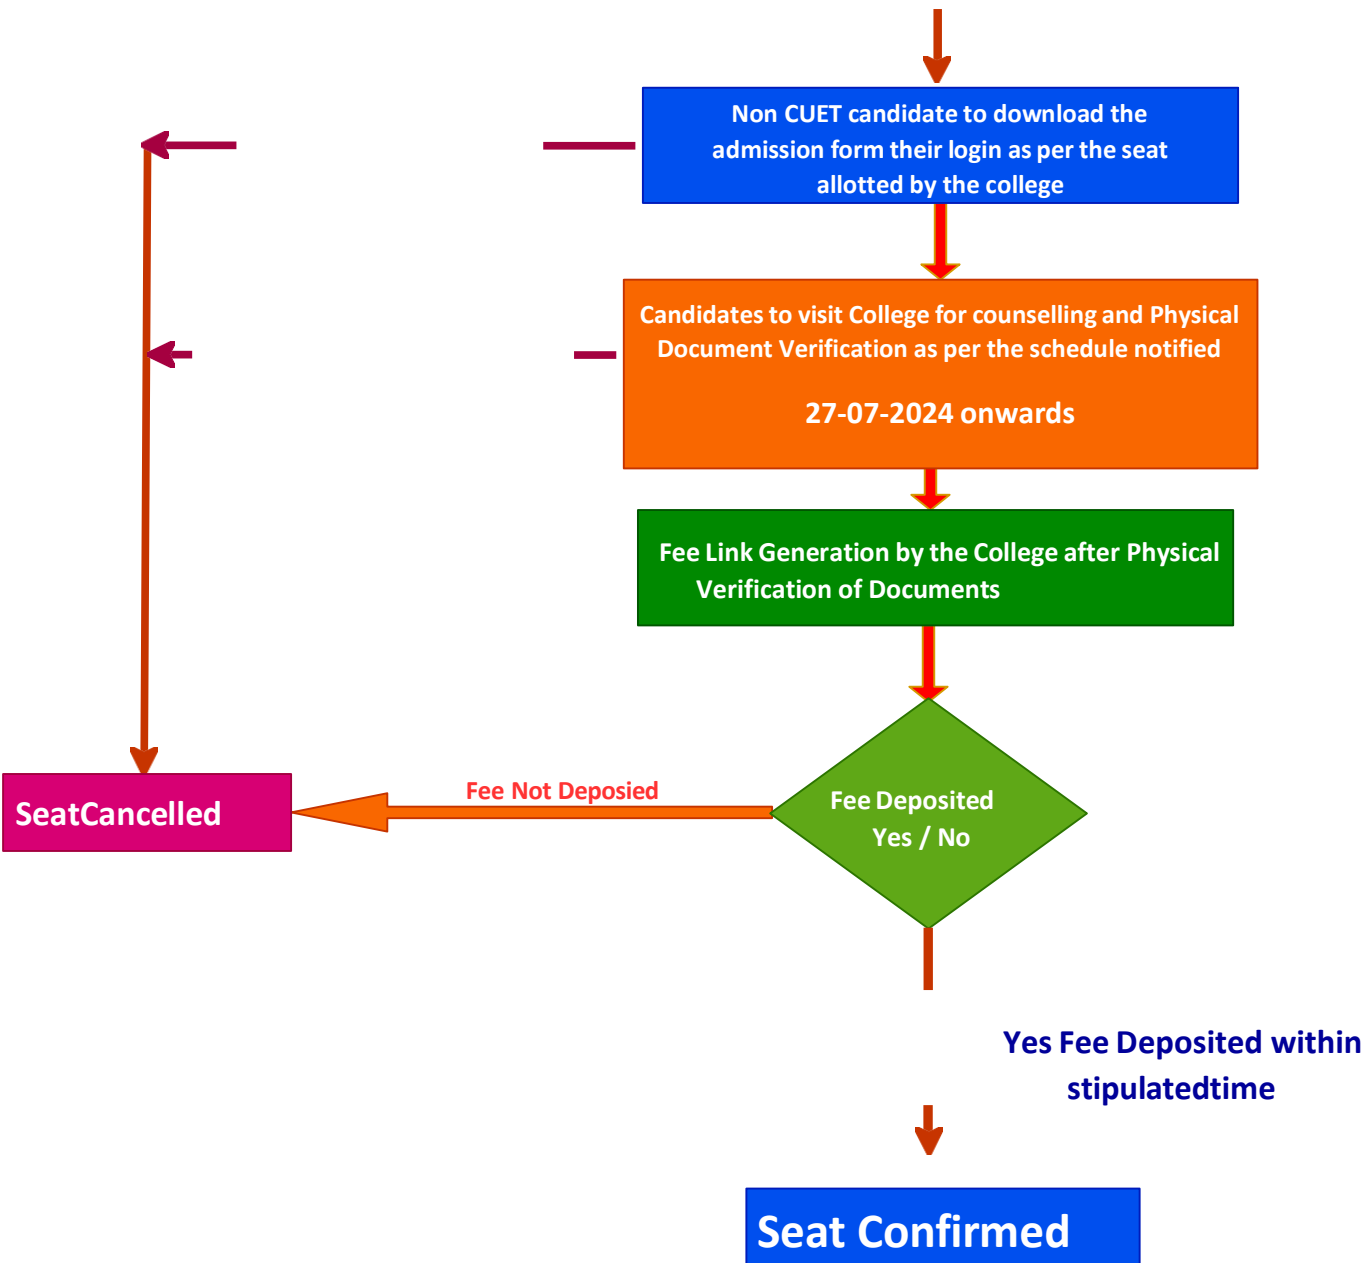 Non CUET candidate to download the
admission form their login as per the seat
allotted by the college
Candidates to visit College for counselling and Physical
Document Verification as per the schedule notified
27-07-2024 onwards
Fee Link Generation by the College after Physical
Verification of Documents
Fee Not Deposied
SeatCancelled
Fee Deposited
Yes / No
Yes Fee Deposited within
stipulatedtime
Seat Confirmed